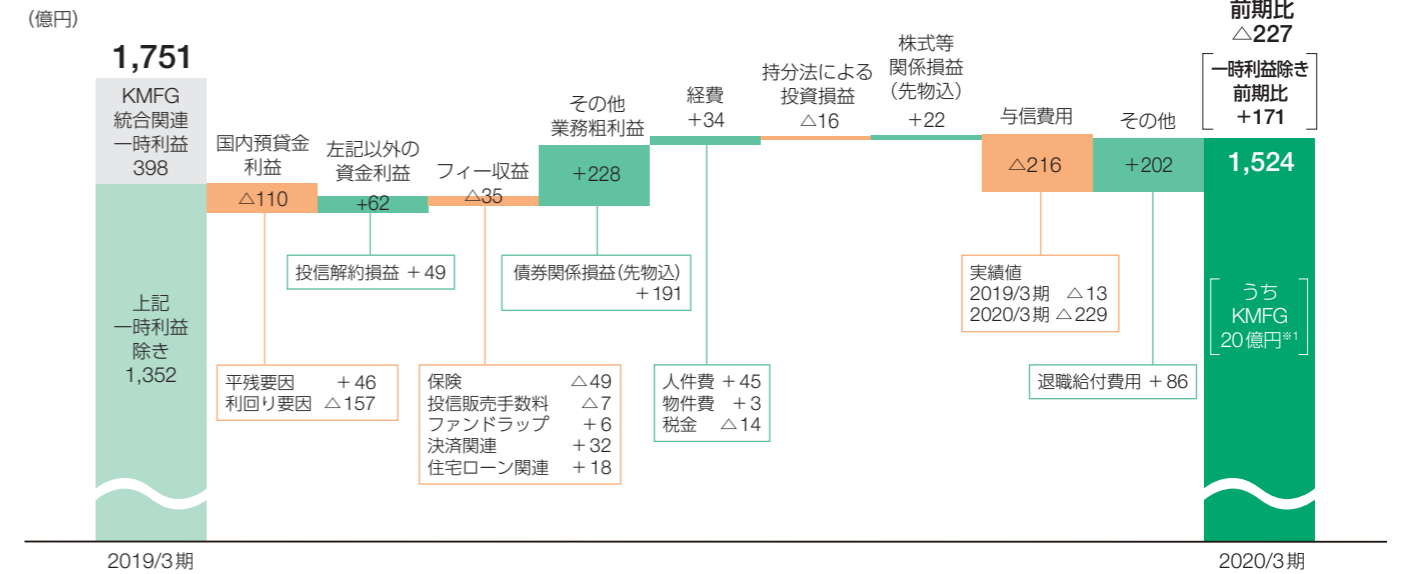 (億円)
1,751
KMFG
統合関連
一時利益
398
上記
一時利益
除き
1,352
2019/3期
国内預貸金
利益
△110
平残要因 +46
利回り要因 △157
左記以外の
資金利益
+62
投信解約損益 +49
フィー収益
△35
保険 △49
投信販売手数料 △7
ファンドラップ +6
決済関連 +32
住宅ローン関連 +18
その他
業務粗利益
+228
債券関係損益(先物込)
+191
経費
+34
人件費 +45
物件費 +3
税金 △14
持分法による
投資損益
△16
株式等
関係損益
(先物込)
+22
与信費用
△216
実績値
2019/3期 △13
2020/3期 △229
その他
+202
退職給付費用 +86
前期比
△227
一時利益除き
前期比
+171
1,524
うち
KMFG
20億円※1
2020/3期